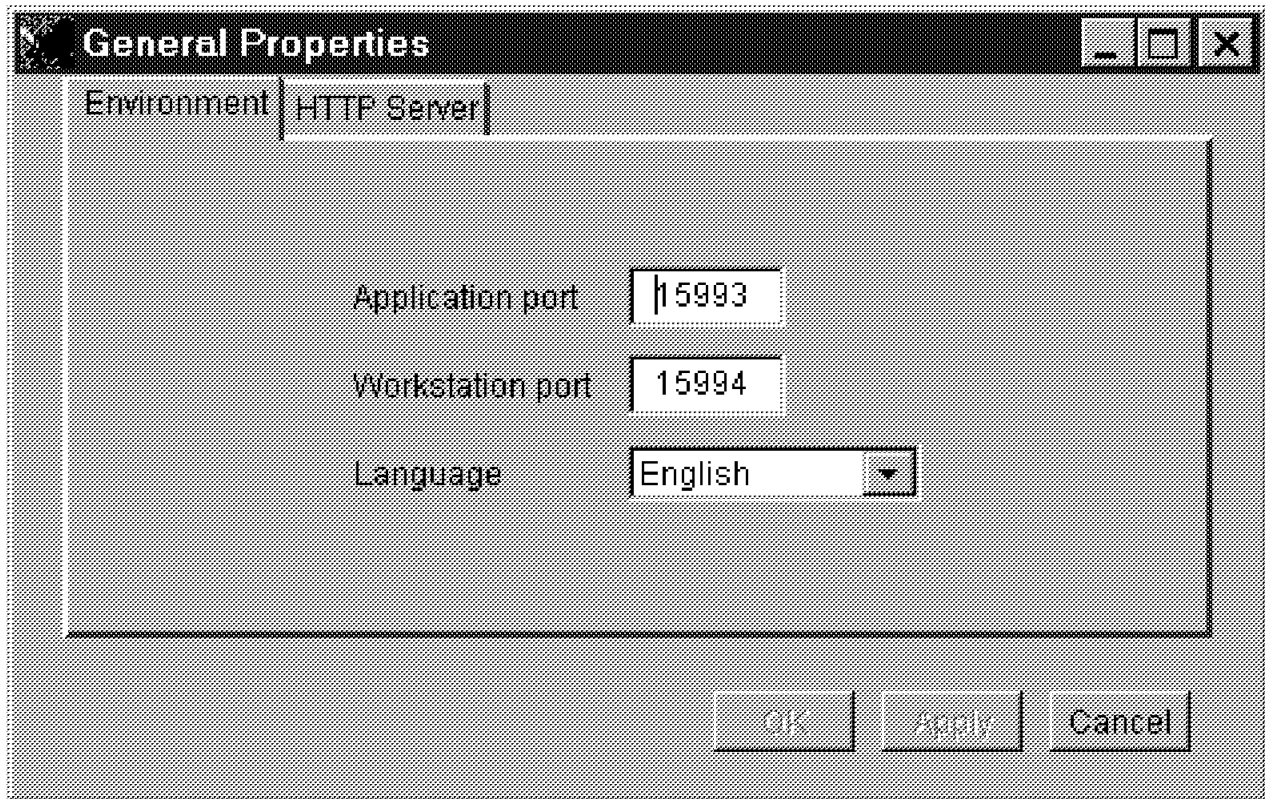 General Properties
Environment HTTP Server
Application port 15993
Workstation port 15994
Language English
OK Apply Cancel